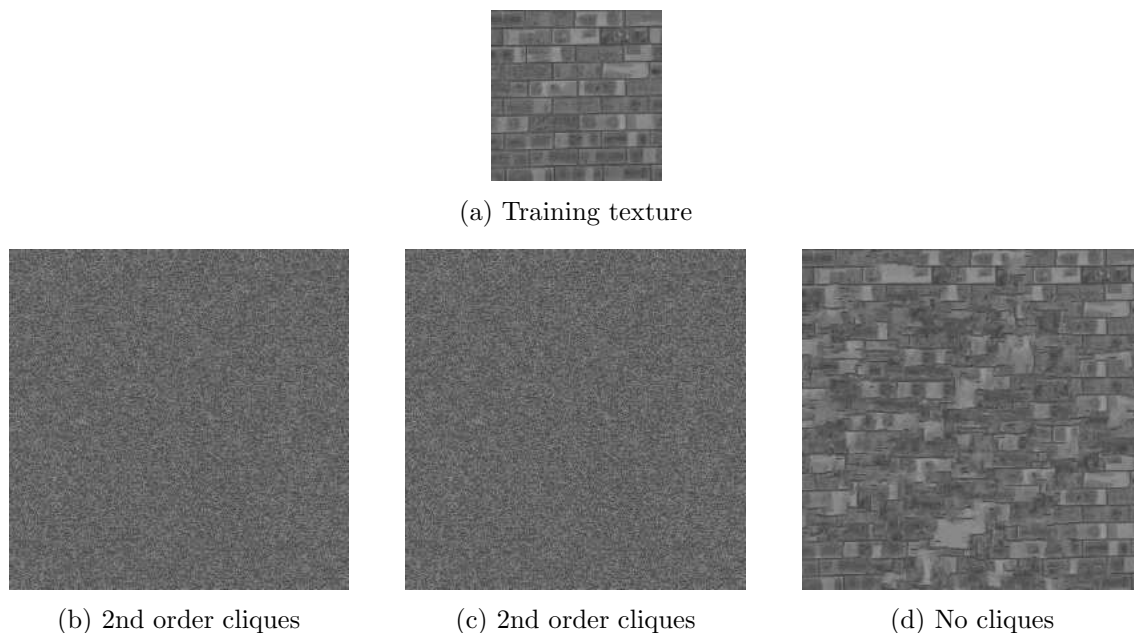 (a) Training texture
(b) 2nd order cliques
(c) 2nd order cliques
(d) No cliques